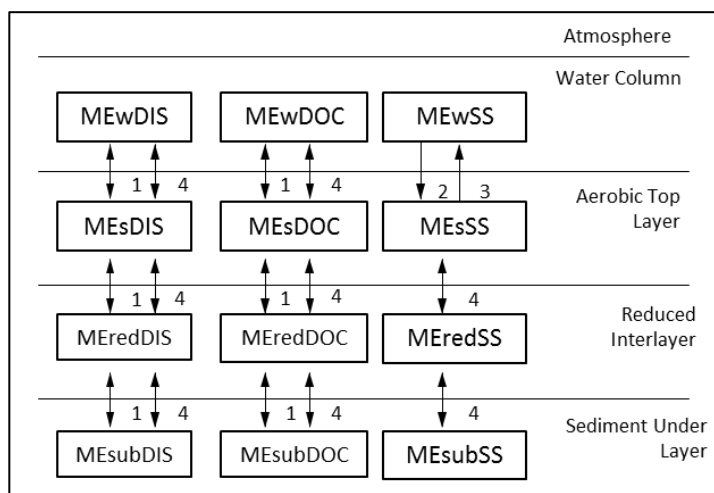 Atmosphere
Water Column
MEwDIS MEwDOC MEwSS
1 4 1 4 2 3
Aerobic Top
Layer
MEsDIS MEsDOC MEsSS
1 4 1 4 4
Reduced
Interlayer
MEredDIS MEredDOC MEredSS
1 4 1 4 4
Sediment Under
Layer
MEsubDIS MEsubDOC MEsubSS